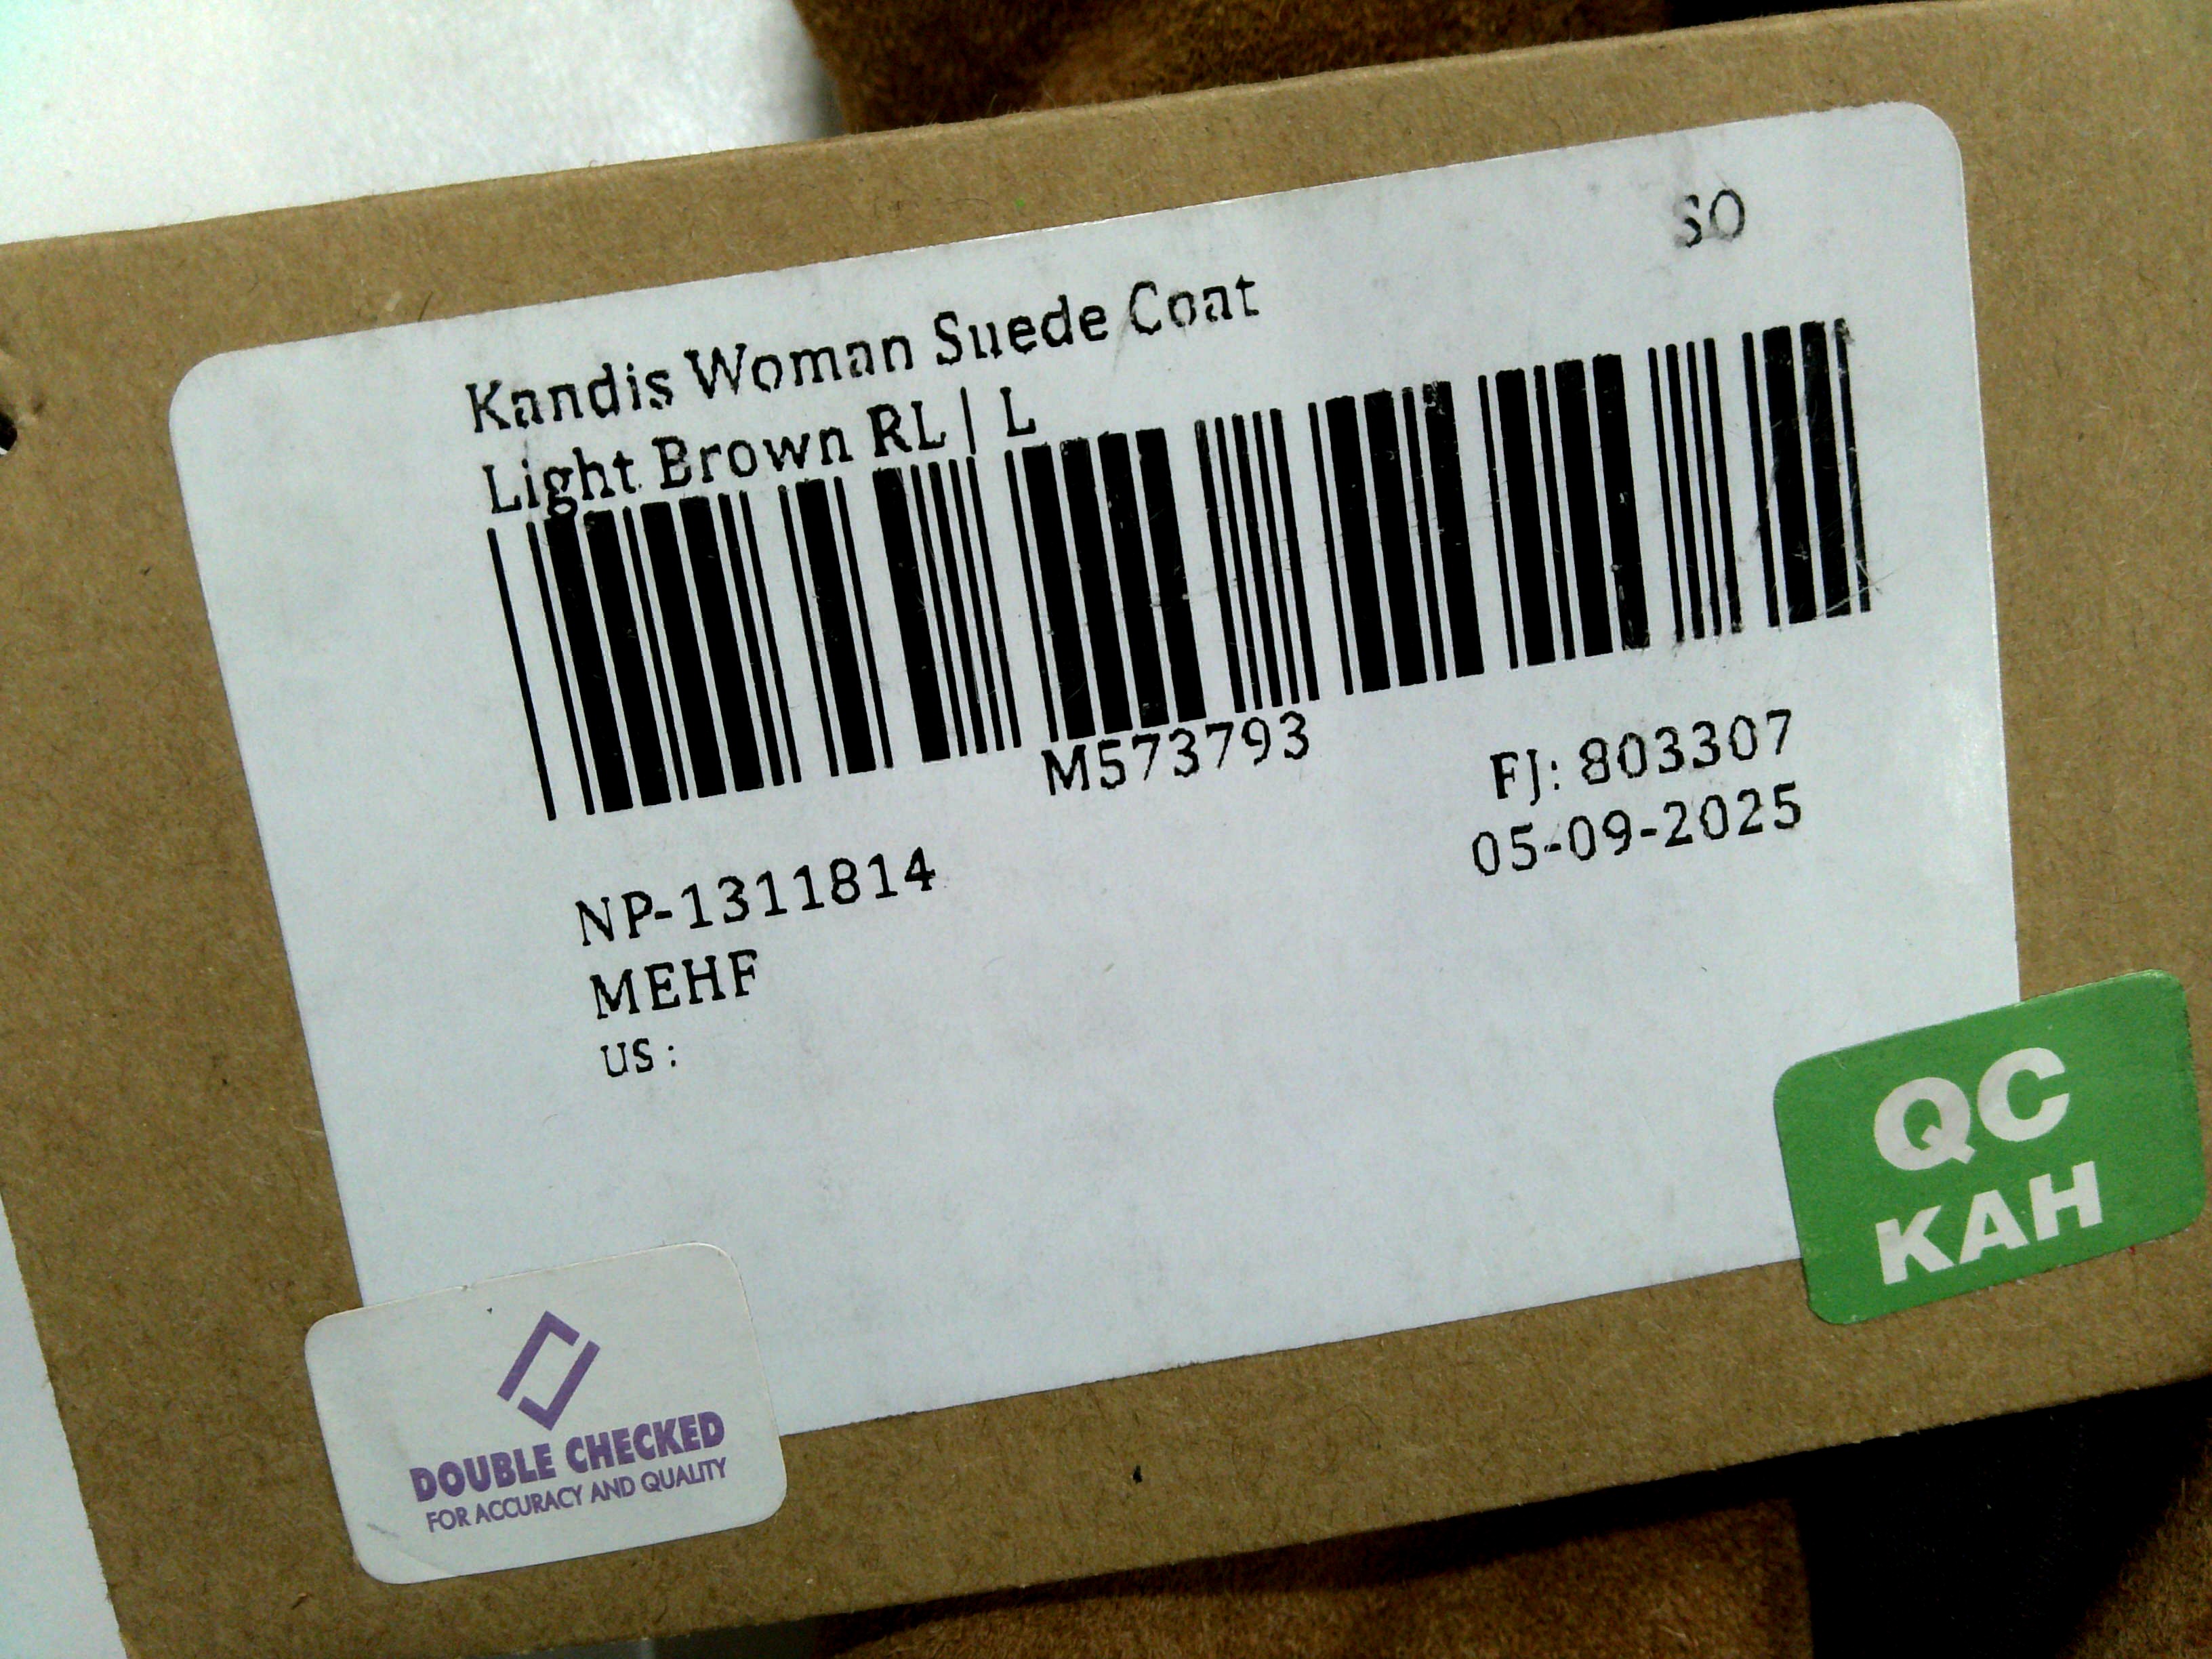 SO
Kandis Woman Suede Coat
Light Brown RL | L
M573793
FJ: 803307
05-09-2025
NP-1311814
MEHF
US :
QC
KAH
DOUBLE CHECKED
FOR ACCURACY AND QUALITY